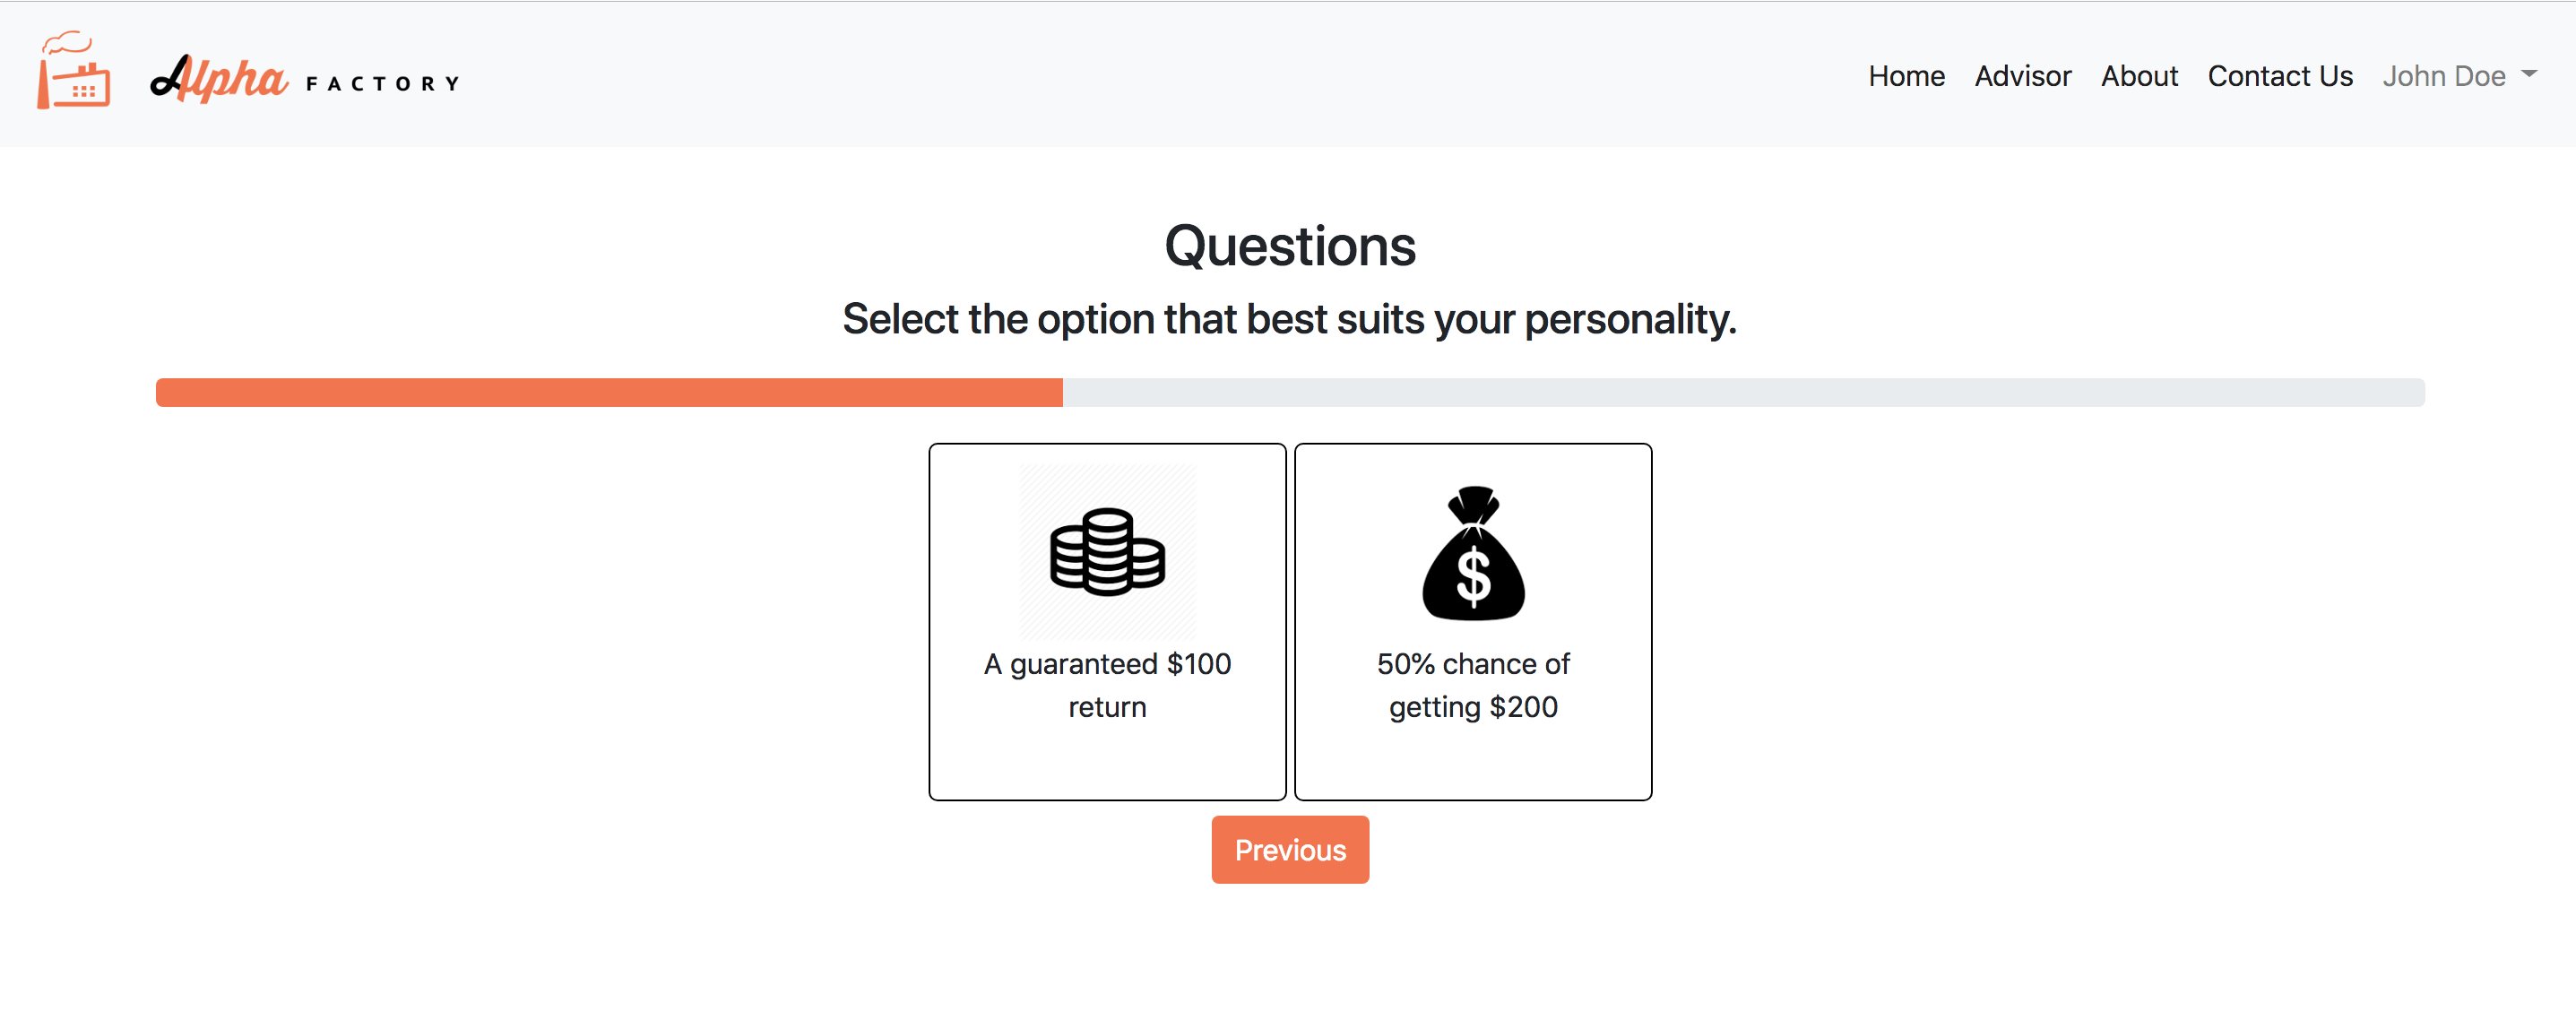 Alpha FACTORY
Home Advisor About Contact Us John Doe
Questions
Select the option that best suits your personality.
$
A guaranteed $100
return
50% chance of
getting $200
Previous